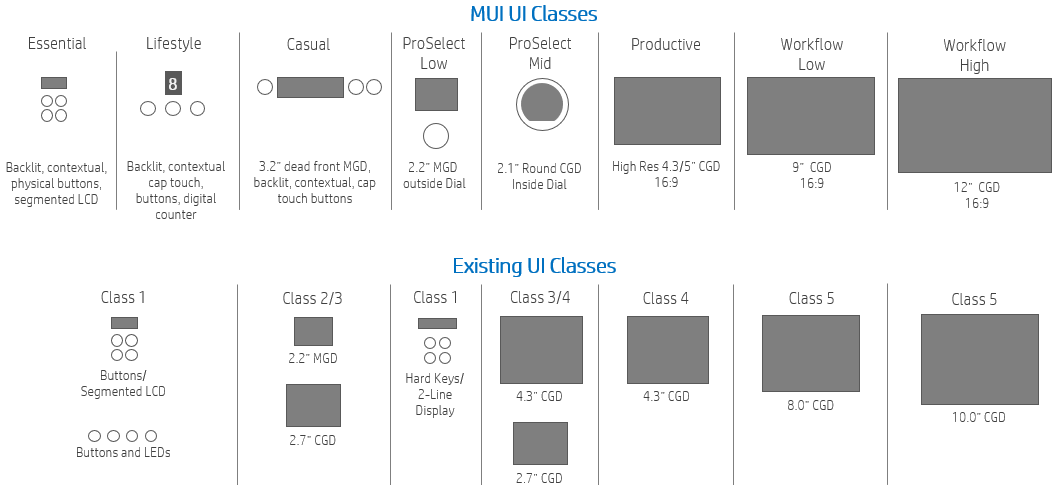 MUI UI Classes
Essential
Lifestyle
Casual
ProSelect
Low
ProSelect
Mid
Productive
Workflow
Low
Workflow
High
8
Backlit, contextual,
physical buttons,
segmented LCD
Backlit, contextual
cap touch,
buttons, digital
counter
3.2" dead front MGD,
backlit, contextual, cap
touch buttons
2.2" MGD
outside Dial
2.1" Round CGD
Inside Dial
High Res 4.3/5" CGD
16:9
9" CGD
16:9
12" CGD
16:9
Existing UI Classes
Class 1
Class 2/3
Class 1
Class 3/4
Class 4
Class 5
Class 5
Buttons/
Segmented LCD
Buttons and LEDs
2.2" MGD
2.7" CGD
Hard Keys/
2-Line
Display
4.3" CGD
2.7" CGD
4.3" CGD
8.0" CGD
10.0" CGD